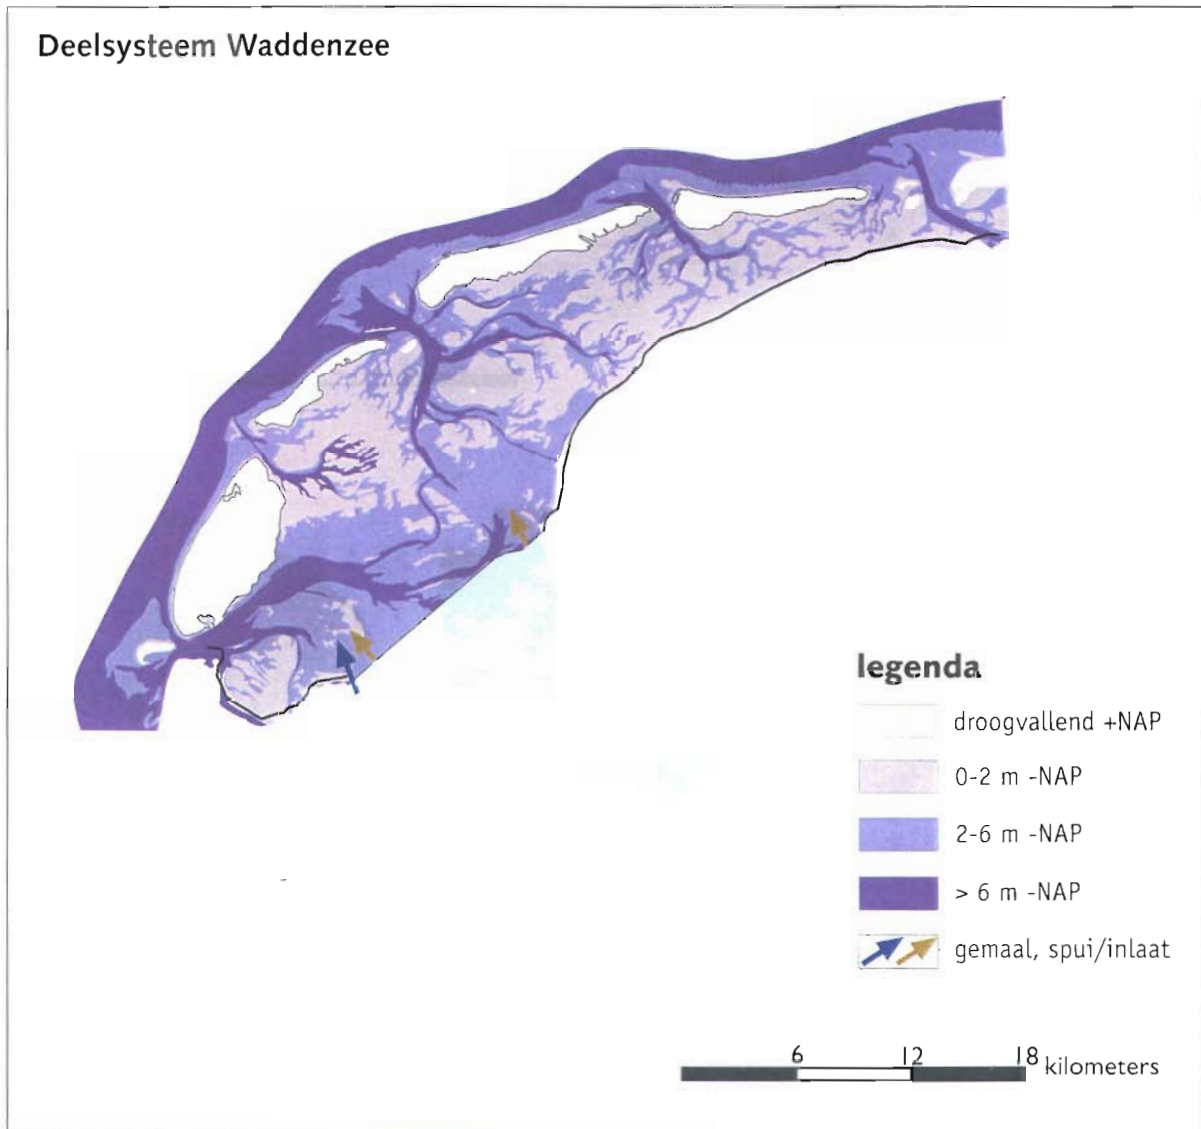 Deelsysteem Waddenzee
legenda
droogvallend +NAP
0-2 m -NAP
2-6 m -NAP
> 6 m -NAP
gemaal, spui/inlaat
6 12 18 kilometers